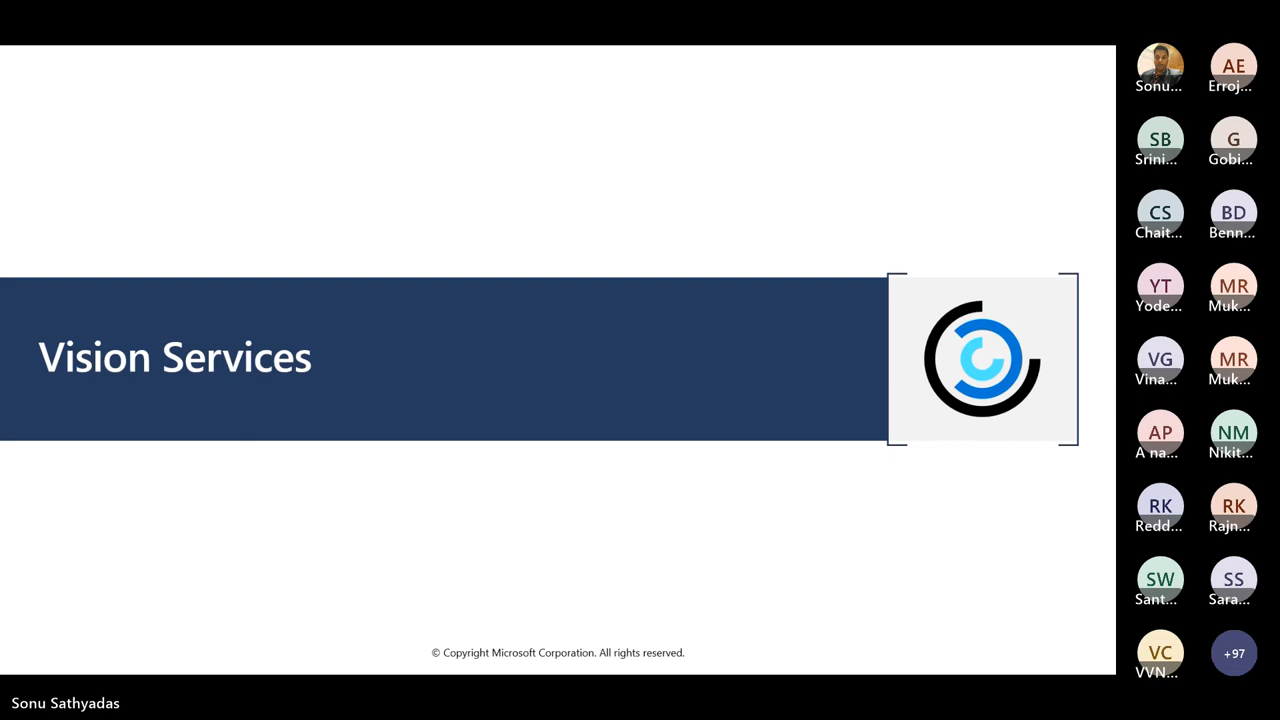 Vision Services
© Copyright Microsoft Corporation. All rights reserved.
Sonu Sathyadas
Sonu...
AE
Erroj...
SB
Srini...
G
Gobi...
CS
Chait...
BD
Benn...
YT
Yode...
MR
Muk...
VG
Vina...
MR
Muk...
AP
A na...
NM
Nikit...
RK
Redd...
RK
Rajn...
SW
Sant...
SS
Sara...
VC
VVN...
+97